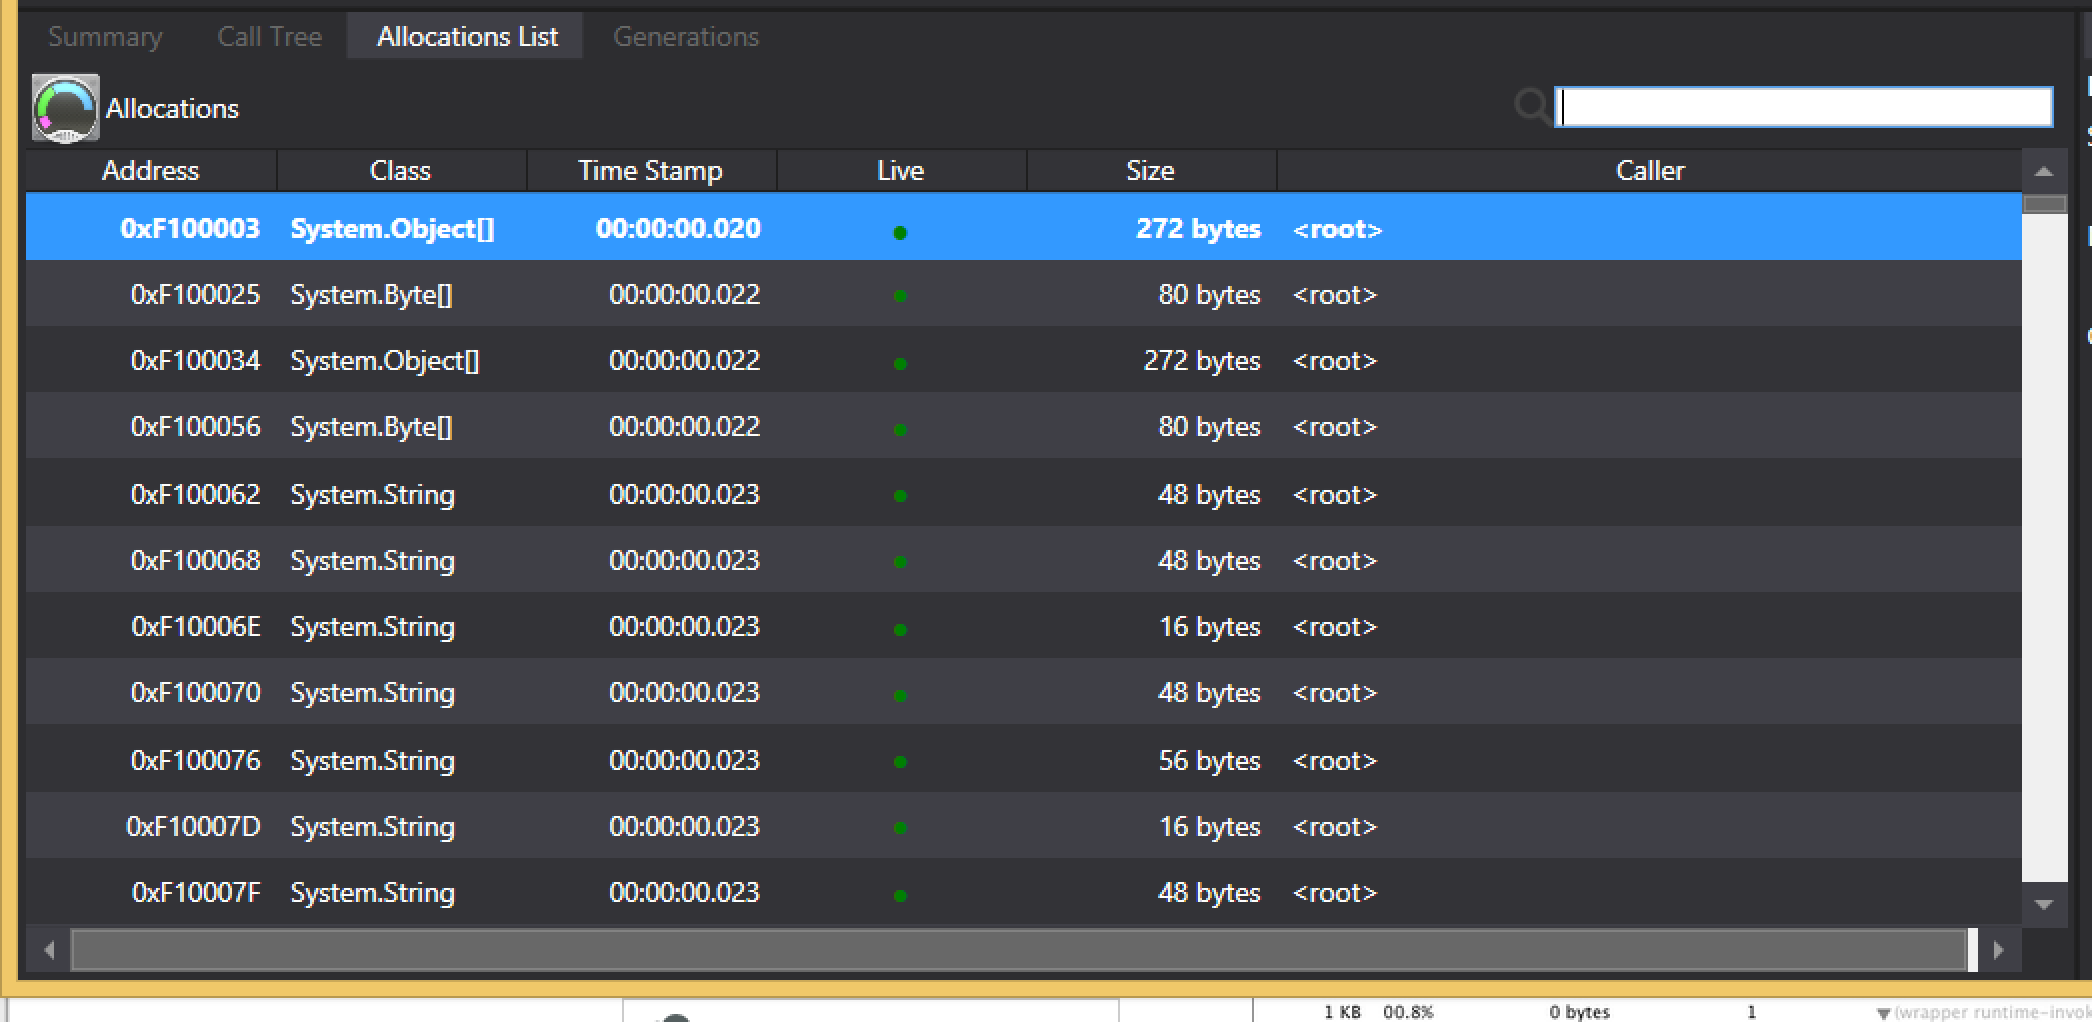 Summary Call Tree Allocations List Generations
Allocations
Address Class Time Stamp Live Size Caller
0xF100003 System.Object[] 00:00:00.020 272 bytes <root>
0xF100025 System.Byte[] 00:00:00.022 80 bytes <root>
0xF100034 System.Object[] 00:00:00.022 272 bytes <root>
0xF100056 System.Byte[] 00:00:00.022 80 bytes <root>
0xF100062 System.String 00:00:00.023 48 bytes <root>
0xF100068 System.String 00:00:00.023 48 bytes <root>
0xF10006E System.String 00:00:00.023 16 bytes <root>
0xF100070 System.String 00:00:00.023 48 bytes <root>
0xF100076 System.String 00:00:00.023 56 bytes <root>
0xF10007D System.String 00:00:00.023 16 bytes <root>
0xF10007F System.String 00:00:00.023 48 bytes <root>
1 KB 00.8% 0 bytes 1 (wrapper